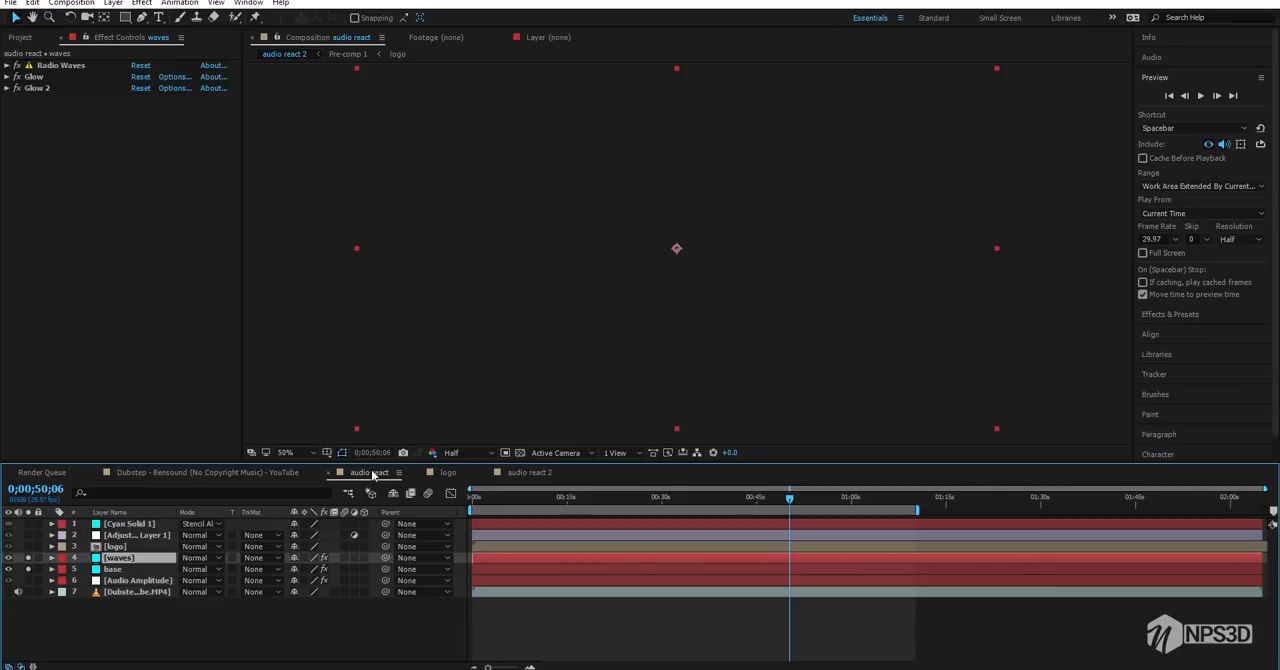 File Edit Composition Layer Effect Animation View Window Help
Snapping
Essentials Standard Small Screen Libraries Search Help
Project Effect Controls waves Composition audio react Footage (none) Layer (none) Info
audio react • waves audio react 2 Pre-comp 1 logo Audio
fx Radio Waves Reset About...
fx Glow Reset Options... About... Preview
fx Glow 2 Reset Options... About...
Shortcut
Spacebar
Include:
Cache Before Playback
Range
Work Area Extended By Current...
Play From
Current Time
Frame Rate Skip Resolution
29.97 0 Half
Full Screen
On (Spacebar) Stop:
If caching, play cached frames
Move time to preview time
Effects & Presets
Align
Libraries
Tracker
Brushes
Paint
Paragraph
Character
50% 0;00;50;06 Half Active Camera 1 View +0.0
Render Queue Dubstep - Bensound (No Copyright Music) - YouTube audio react logo audio react 2
0;00;50;06
01506 (29.97 fps)
:00s 00:15s 00:30s 00:45s 01:00s 01:15s 01:30s 01:45s 02:00s
# Layer Name Mode T TrkMat Parent
1 [Cyan Solid 1] Stencil Al None
2 [Adjust... Layer 1] Normal None None
3 [logo] Normal None None
4 [waves] Normal None fx None
5 base Normal None fx None
6 [Audio Amplitude] Normal None None
7 [Dubste...be.MP4] Normal None None
NPS3D